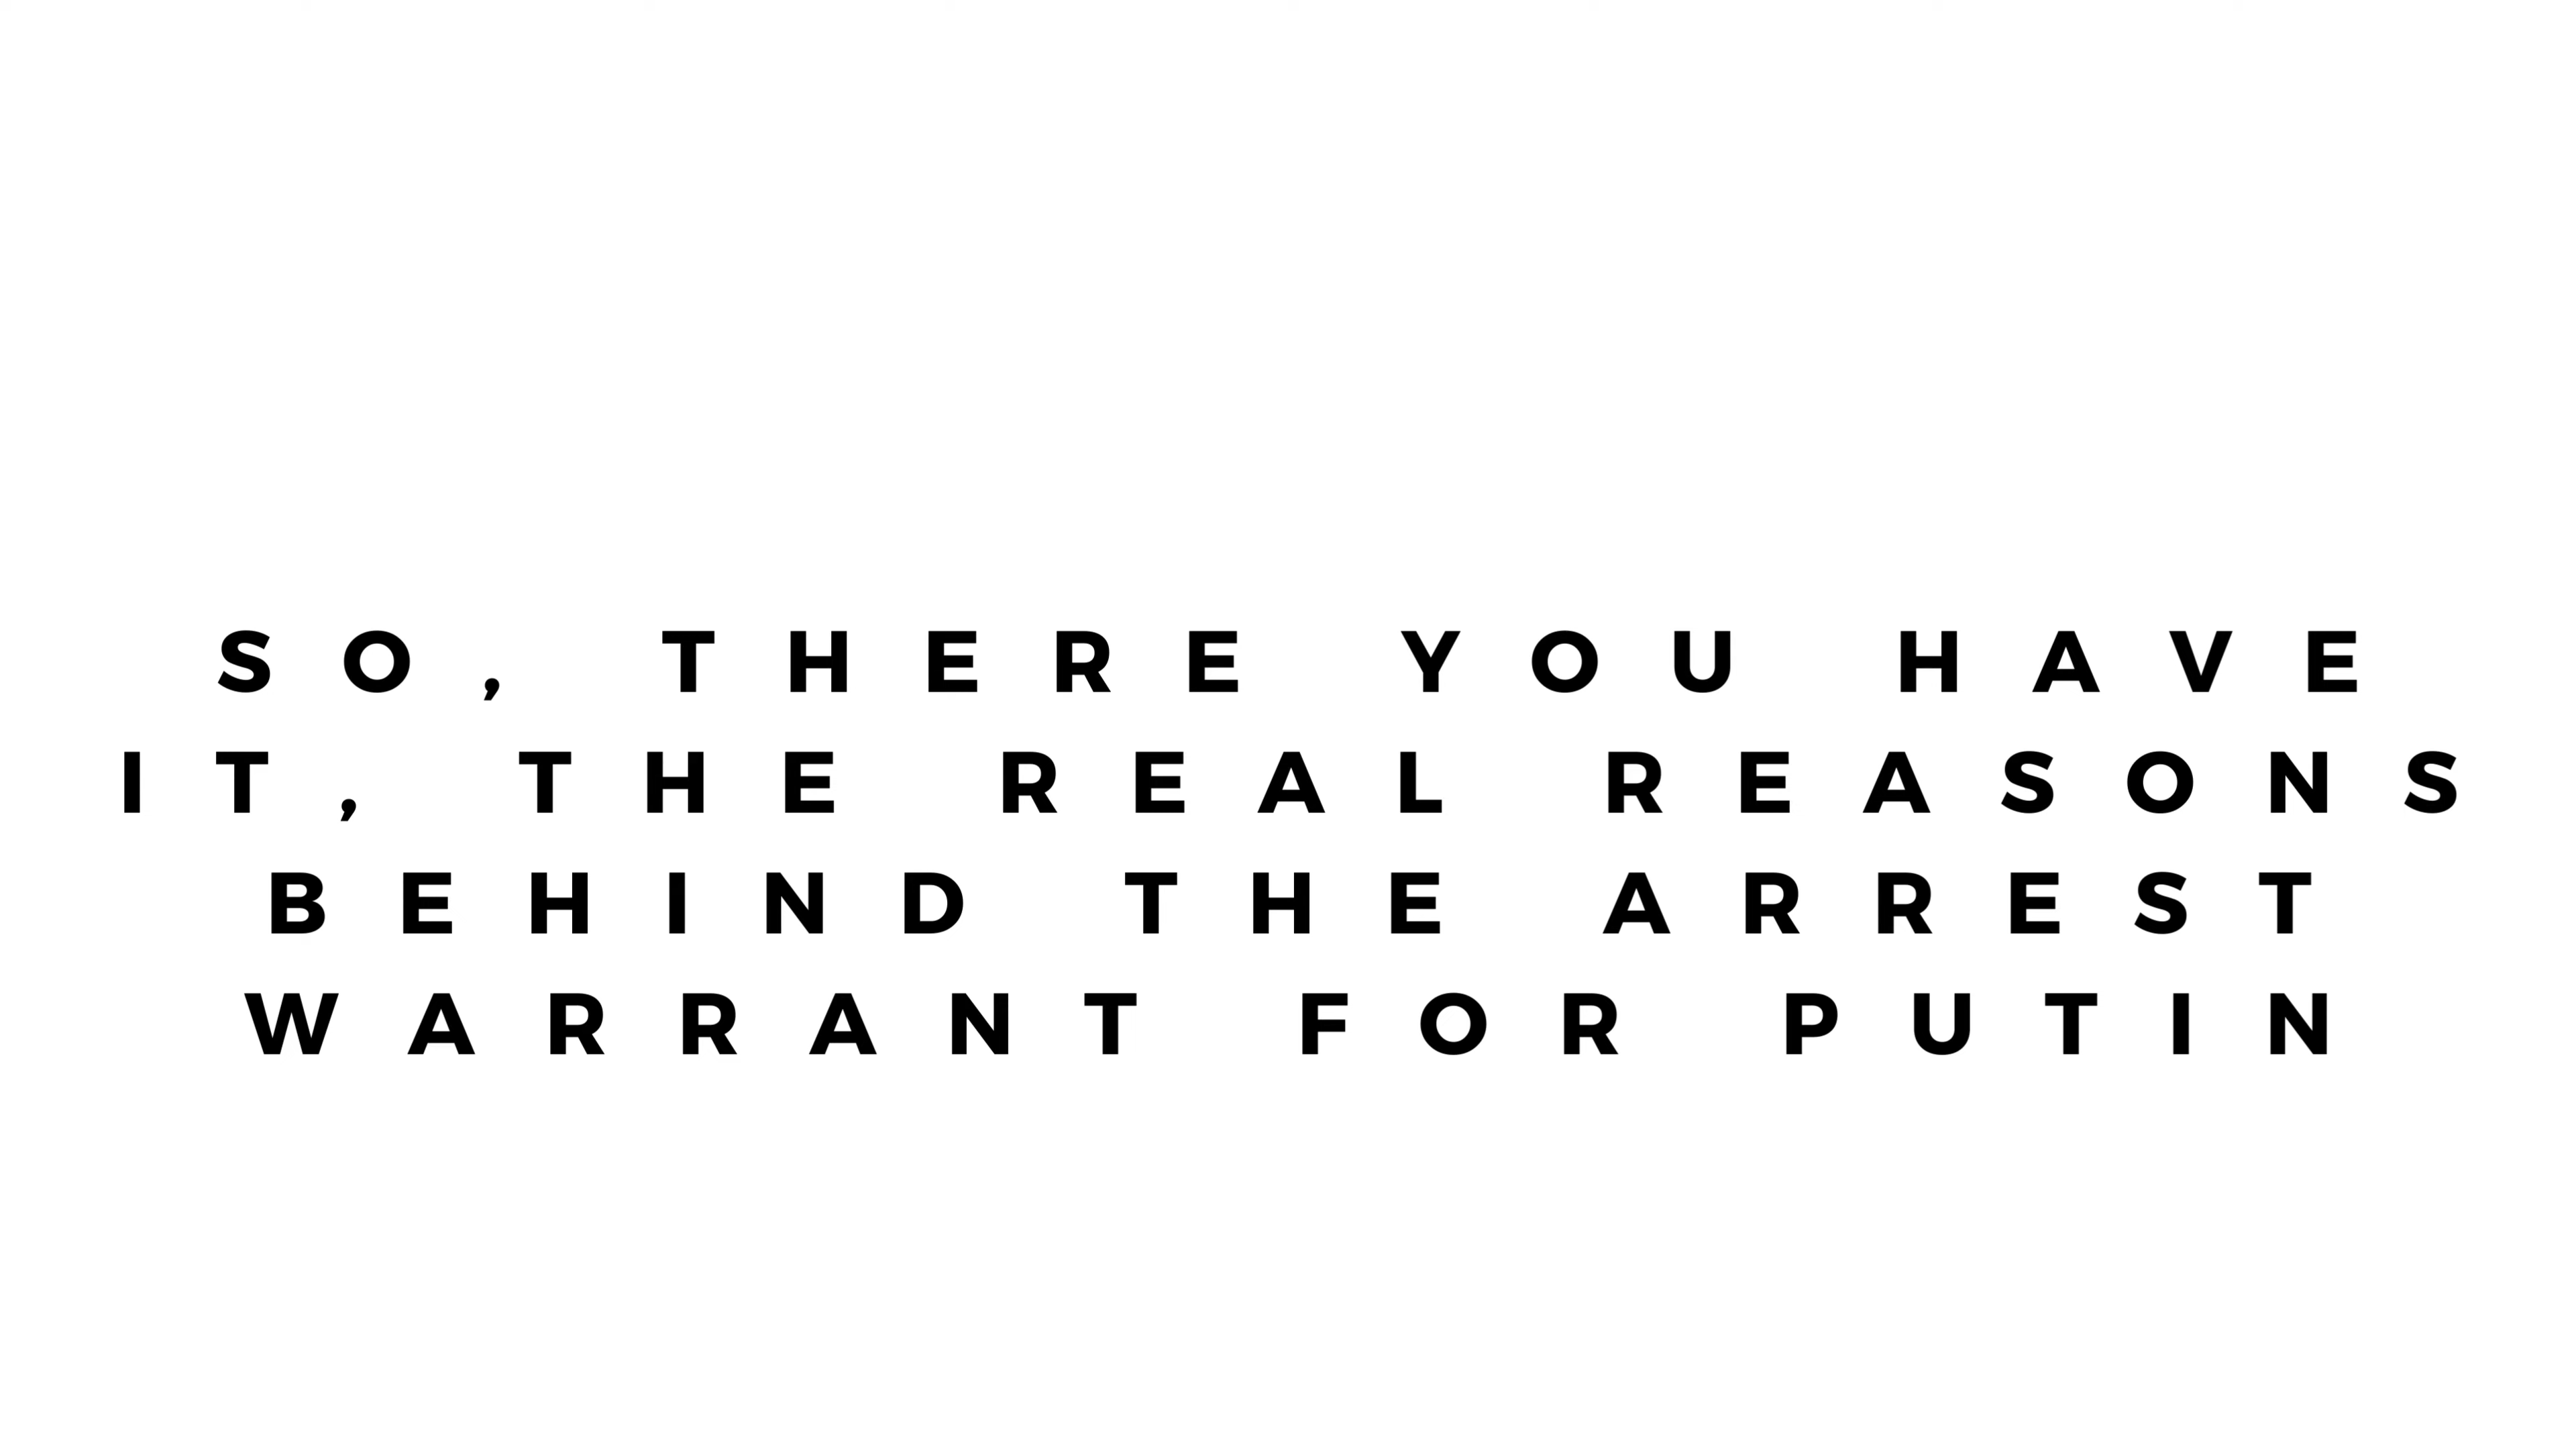 SO, THERE YOU HAVE
IT, THE REAL REASONS
BEHIND THE ARREST
WARRANT FOR PUTIN